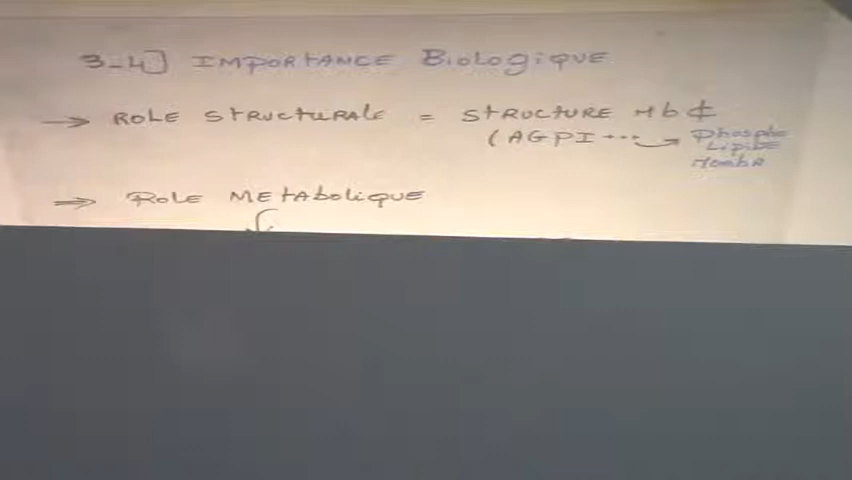 3-4] IMPORTANCE BioLogiQUE
→ ROLE StRUCtURALE = StRUCtURE Mb ¢
(AGPI ... → Phospho
LipiDE
MembR
⇒ ROLE MEtAboLiQUE